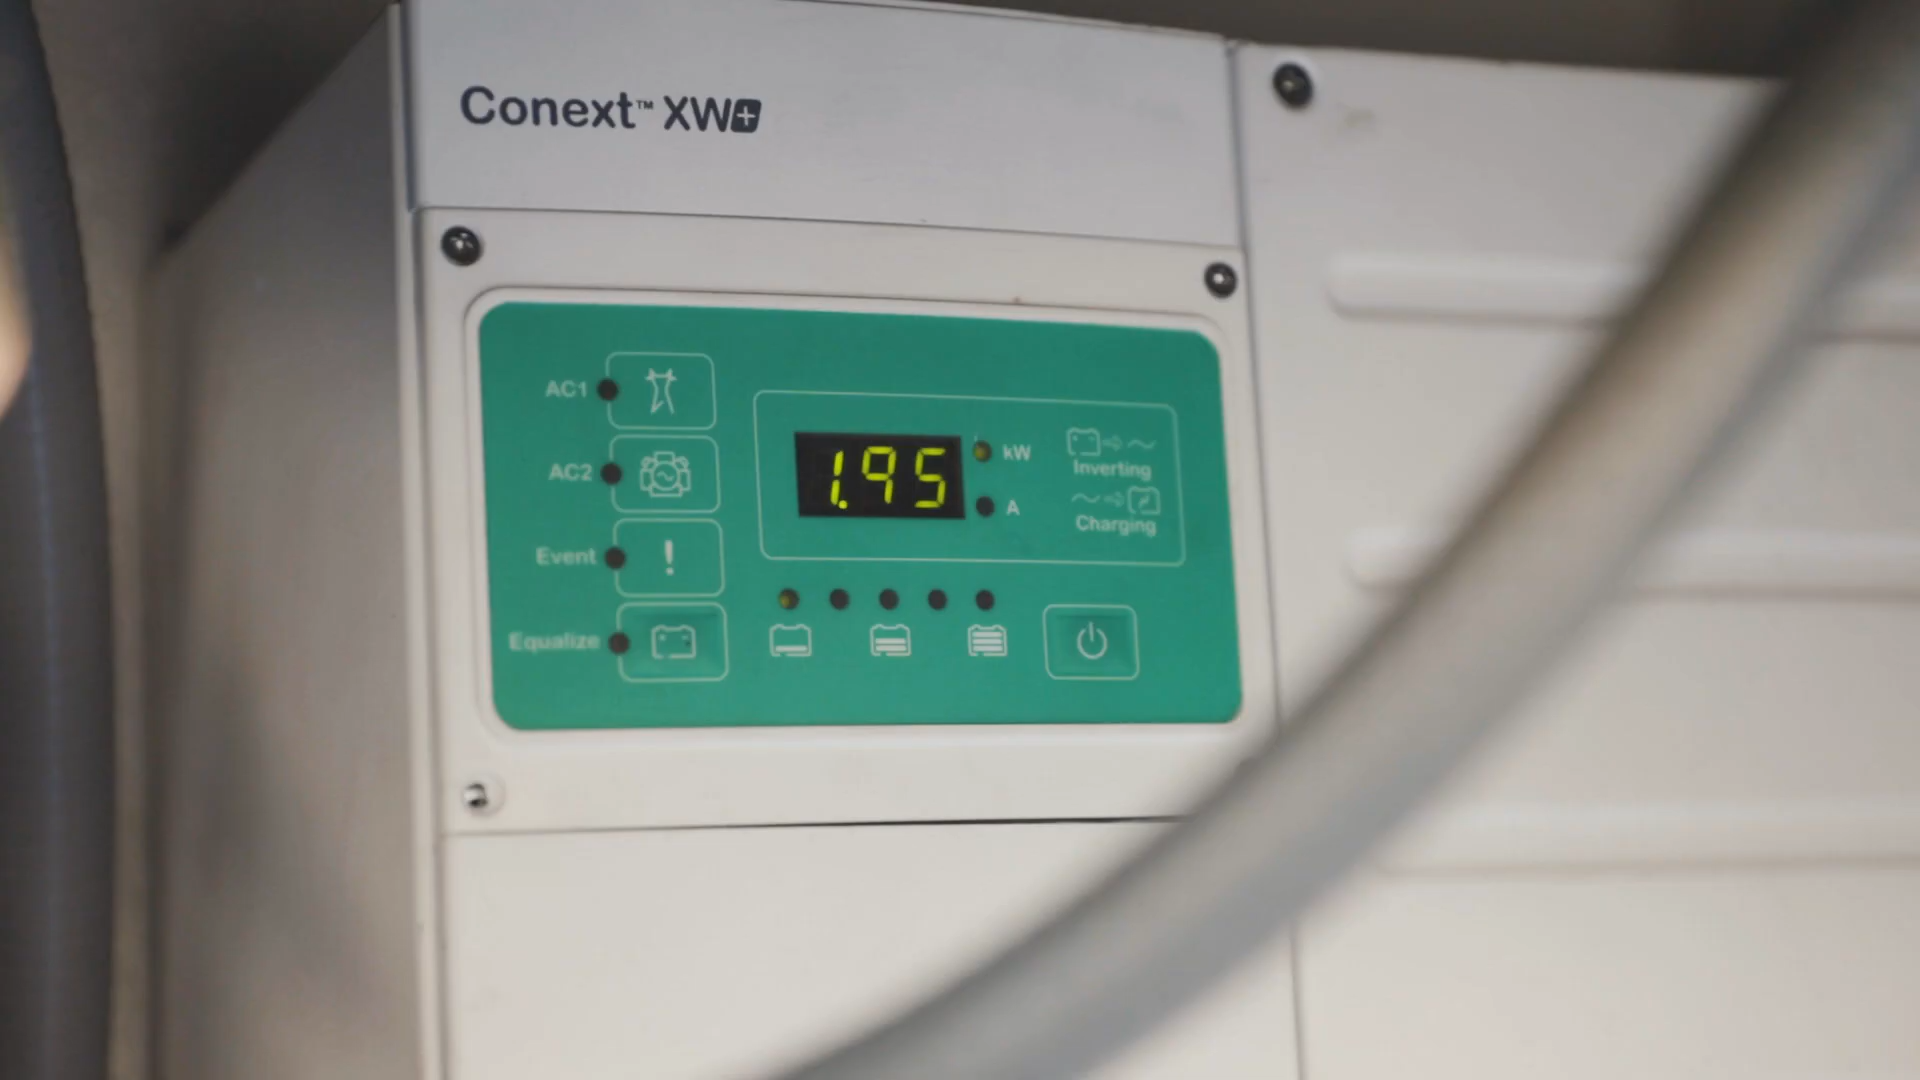 Conext™ XW+
AC1
AC2
Event
!
Equalize
1.95
kW
A
Inverting
Charging